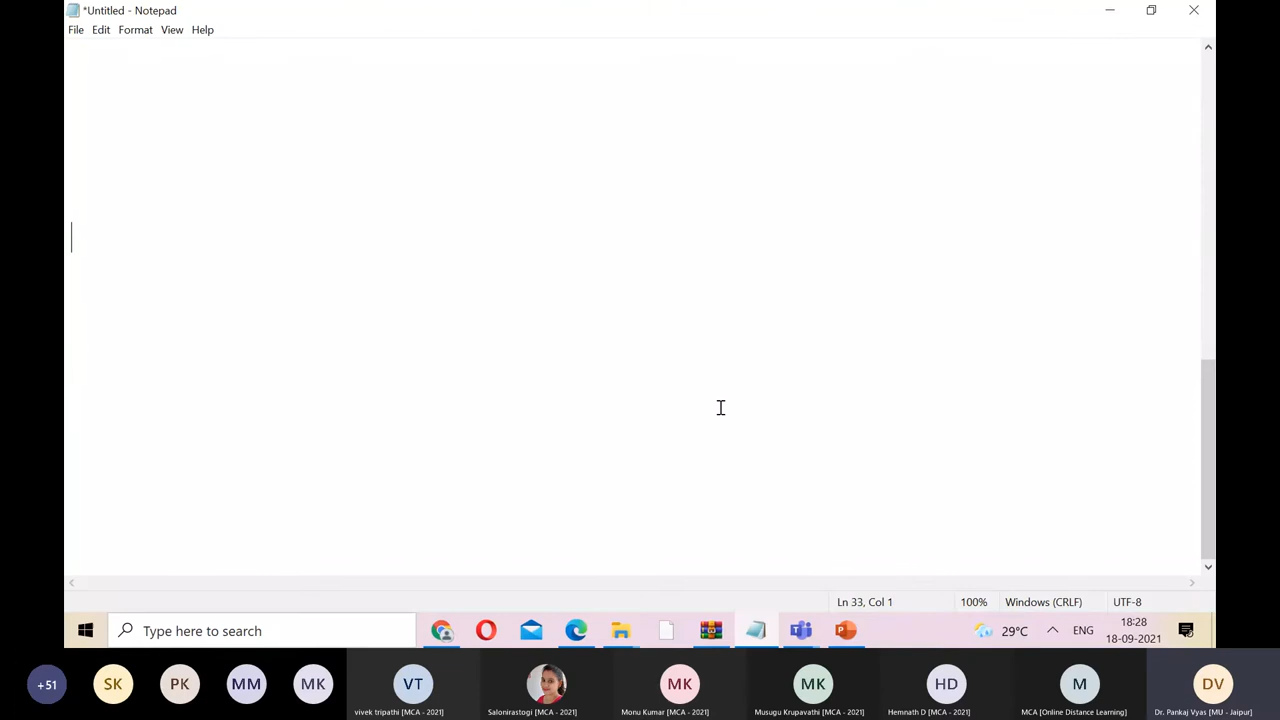 *Untitled - Notepad
File Edit Format View Help
Ln 33, Col 1 100% Windows (CRLF) UTF-8
Type here to search
29°C ENG
18:28
18-09-2021
+51 SK PK MM MK VT MK MK HD M DV
vivek tripathi [MCA - 2021] Salonirastogi [MCA - 2021] Monu Kumar [MCA - 2021] Musugu Krupavathi [MCA - 2021] Hemnath D [MCA - 2021] MCA [Online Distance Learning] Dr. Pankaj Vyas [MU - Jaipur]